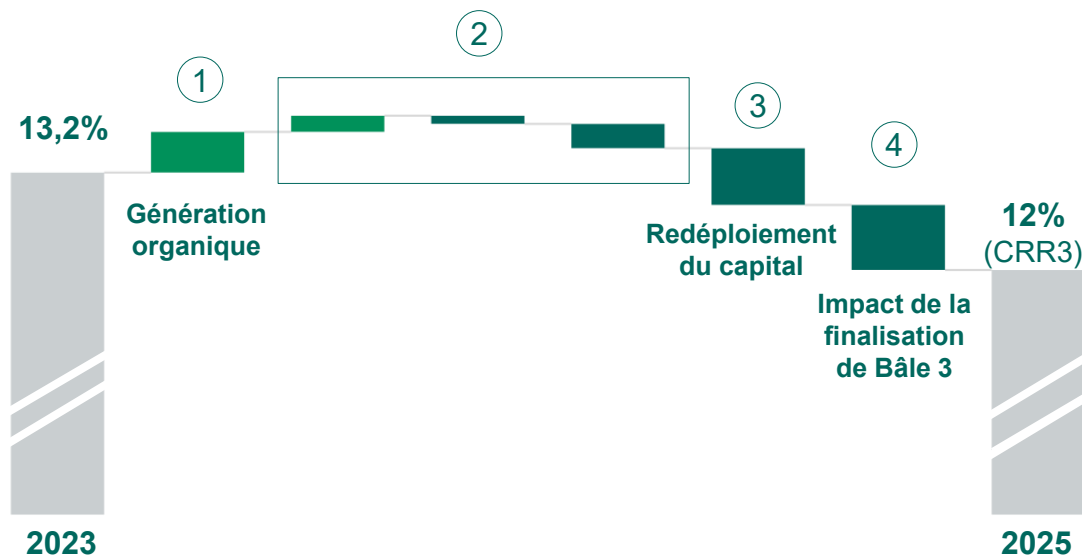 2
1
3
4
13,2%
Génération
organique
Redéploiement
du capital
Impact de la
finalisation
de Bâle 3
12%
(CRR3)
2023
2025